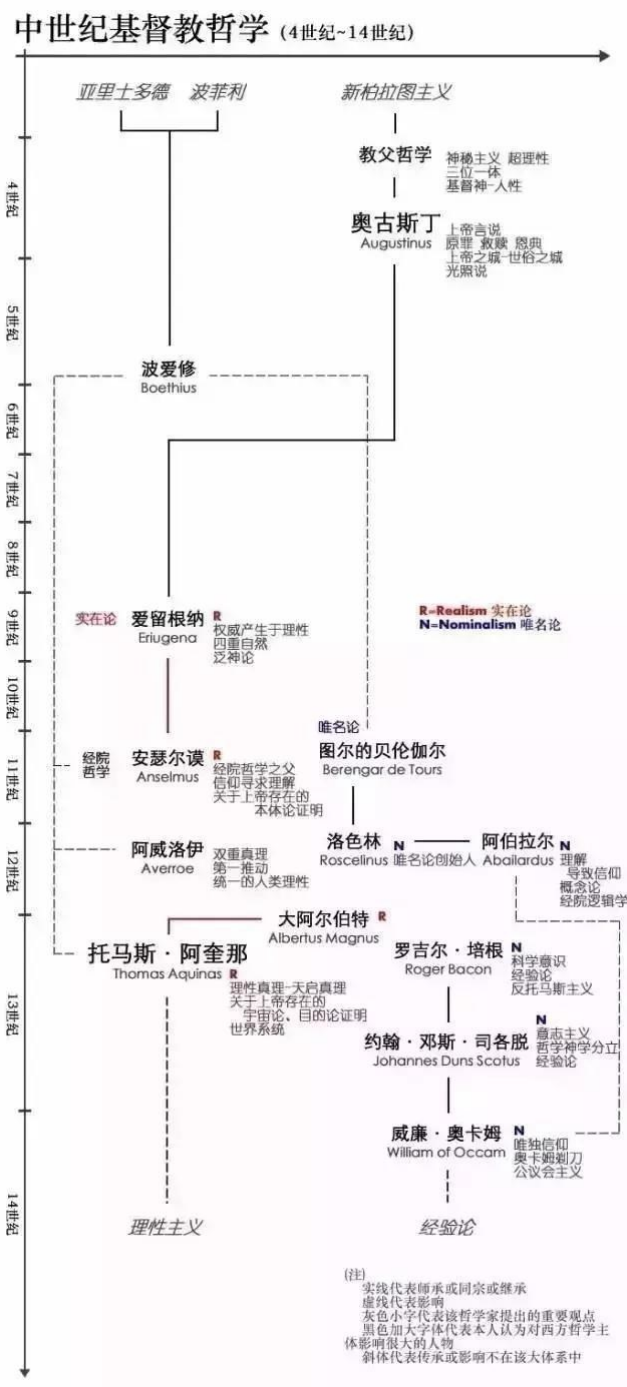 中世纪基督教哲学 (4世纪~14世纪)
亚里士多德 波菲利 新柏拉图主义
4世纪
教父哲学
神秘主义 超理性
三位一体
基督神-人性
奥古斯丁
Augustinus
上帝言说
原罪 救赎 恩典
上帝之城-世俗之城
光照说
5世纪
波爱修
Boethius
6世纪
7世纪
8世纪
9世纪
实在论
爱留根纳 R
Eriugena
权威产生于理性
四重自然
泛神论
R=Realism 实在论
N=Nominalism 唯名论
10世纪
11世纪
经院
哲学
安瑟尔谟 R
Anselmus
经院哲学之父
信仰寻求理解
关于上帝存在的
本体论证明
唯名论
图尔的贝伦伽尔
Berengar de Tours
12世纪
阿威洛伊
Averroe
双重真理
第一推动
统一的人类理性
洛色林 N
Roscelinus 唯名论创始人
阿伯拉尔 N
Abailardus
理解
导致信仰
概念论
经院逻辑学
13世纪
大阿尔伯特 R
Albertus Magnus
托马斯·阿奎那
Thomas Aquinas R
理性真理-天启真理
关于上帝存在的
宇宙论、目的论证明
世界系统
罗吉尔·培根 N
Roger Bacon
科学意识
经验论
反托马斯主义
约翰·邓斯·司各脱 N
Johannes Duns Scotus
意志主义
哲学神学分立
经验论
14世纪
威廉·奥卡姆 N
William of Occam
唯独信仰
奥卡姆剃刀
公议会主义
理性主义 经验论
(注)
实线代表师承或同宗或继承
虚线代表影响
灰色小字代表该哲学家提出的重要观点
黑色加大字体代表本人认为对西方哲学主
体影响很大的人物
斜体代表传承或影响不在该大体系中